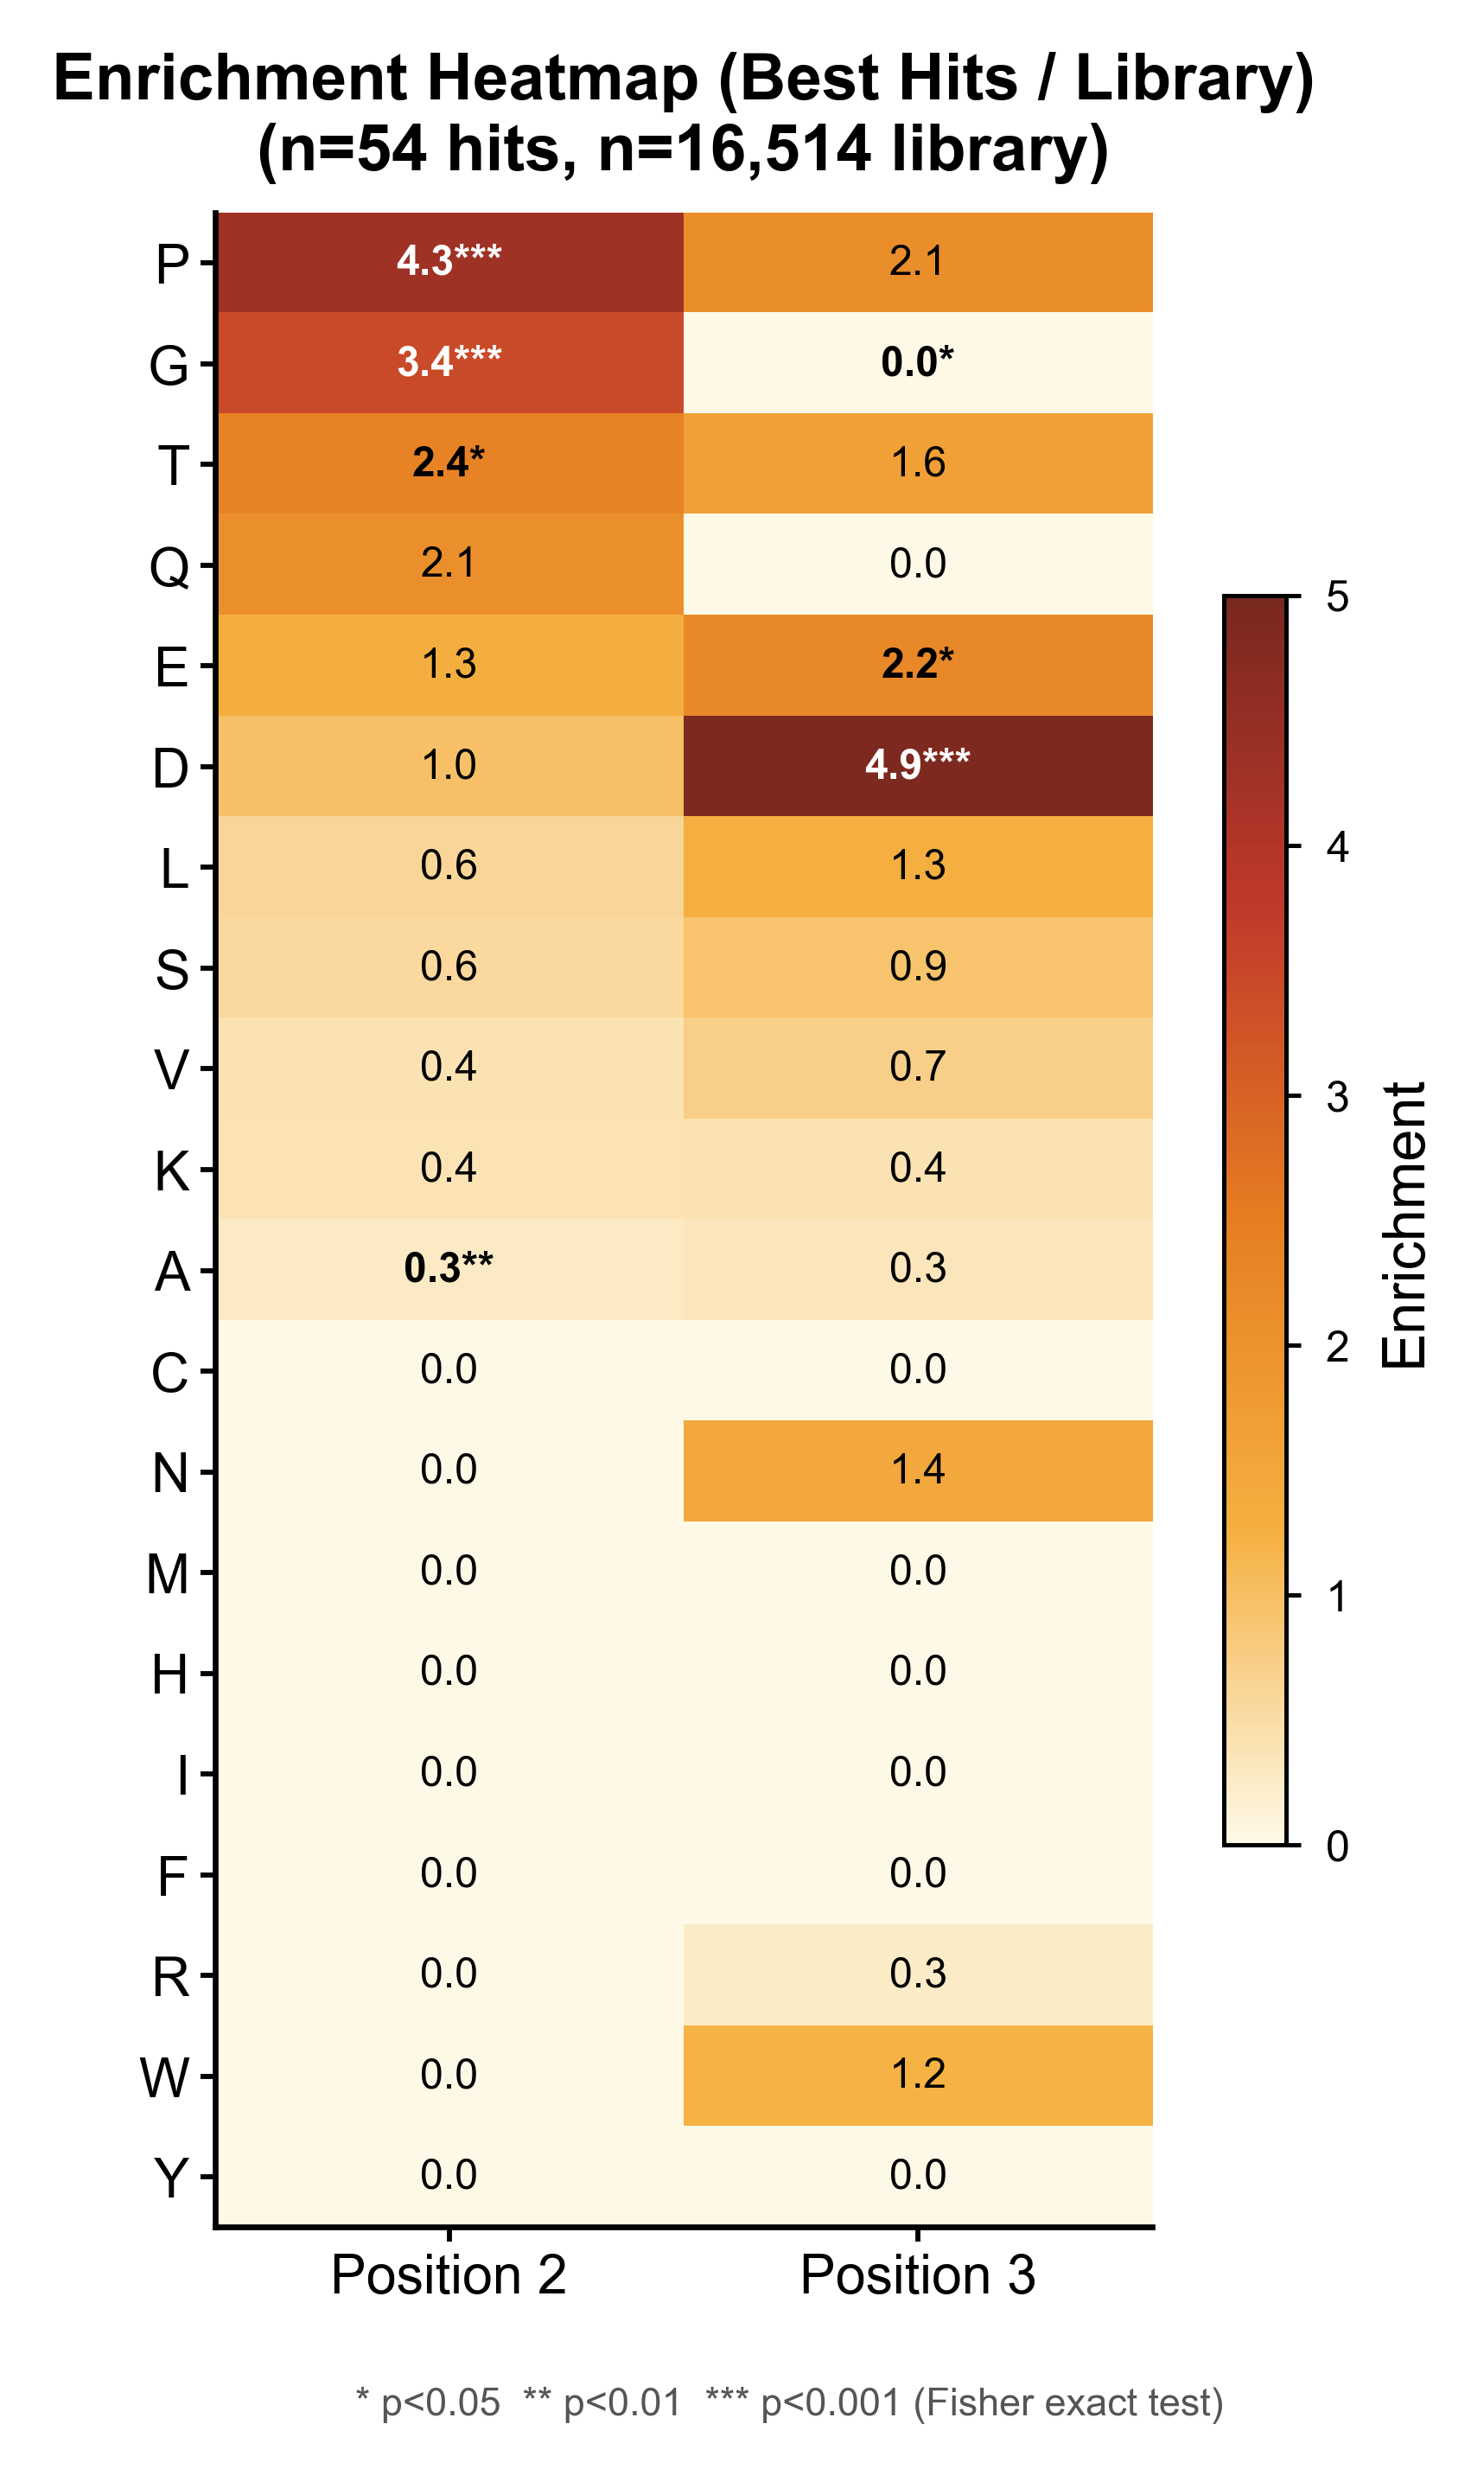 Enrichment Heatmap (Best Hits / Library)
(n=54 hits, n=16,514 library)
P 4.3*** 2.1
G 3.4*** 0.0*
T 2.4* 1.6
Q 2.1 0.0
E 1.3 2.2*
D 1.0 4.9***
L 0.6 1.3
S 0.6 0.9
V 0.4 0.7
K 0.4 0.4
A 0.3** 0.3
C 0.0 0.0
N 0.0 1.4
M 0.0 0.0
H 0.0 0.0
I 0.0 0.0
F 0.0 0.0
R 0.0 0.3
W 0.0 1.2
Y 0.0 0.0
Position 2 Position 3
5
4
3
2
1
0
Enrichment
* p<0.05 ** p<0.01 *** p<0.001 (Fisher exact test)